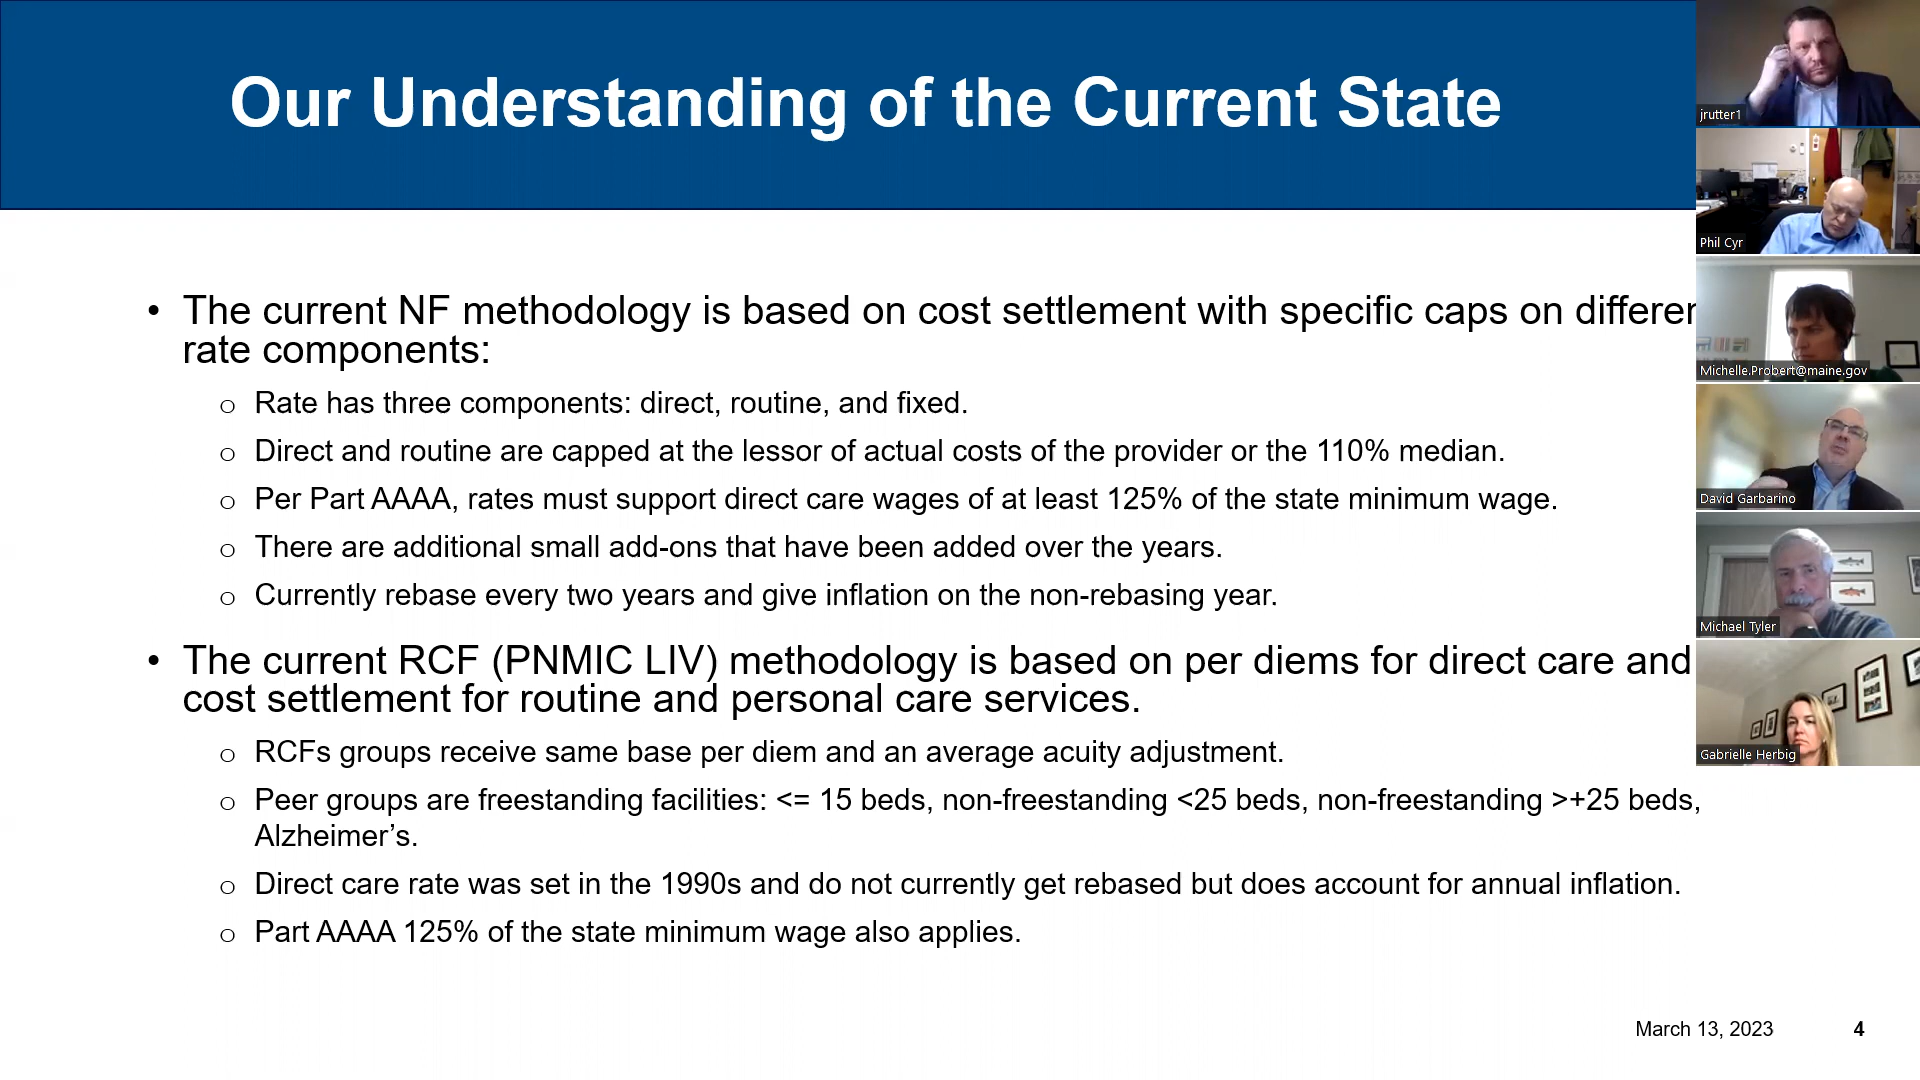 Our Understanding of the Current State
• The current NF methodology is based on cost settlement with specific caps on differen
rate components:
o Rate has three components: direct, routine, and fixed.
o Direct and routine are capped at the lessor of actual costs of the provider or the 110% median.
o Per Part AAAA, rates must support direct care wages of at least 125% of the state minimum wage.
o There are additional small add-ons that have been added over the years.
o Currently rebase every two years and give inflation on the non-rebasing year.
• The current RCF (PNMIC LIV) methodology is based on per diems for direct care and
cost settlement for routine and personal care services.
o RCFs groups receive same base per diem and an average acuity adjustment.
o Peer groups are freestanding facilities: <= 15 beds, non-freestanding <25 beds, non-freestanding >+25 beds,
Alzheimer’s.
o Direct care rate was set in the 1990s and do not currently get rebased but does account for annual inflation.
o Part AAAA 125% of the state minimum wage also applies.
March 13, 2023 4
jrutter1
Phil Cyr
Michelle.Probert@maine.gov
David Garbarino
Michael Tyler
Gabrielle Herbig